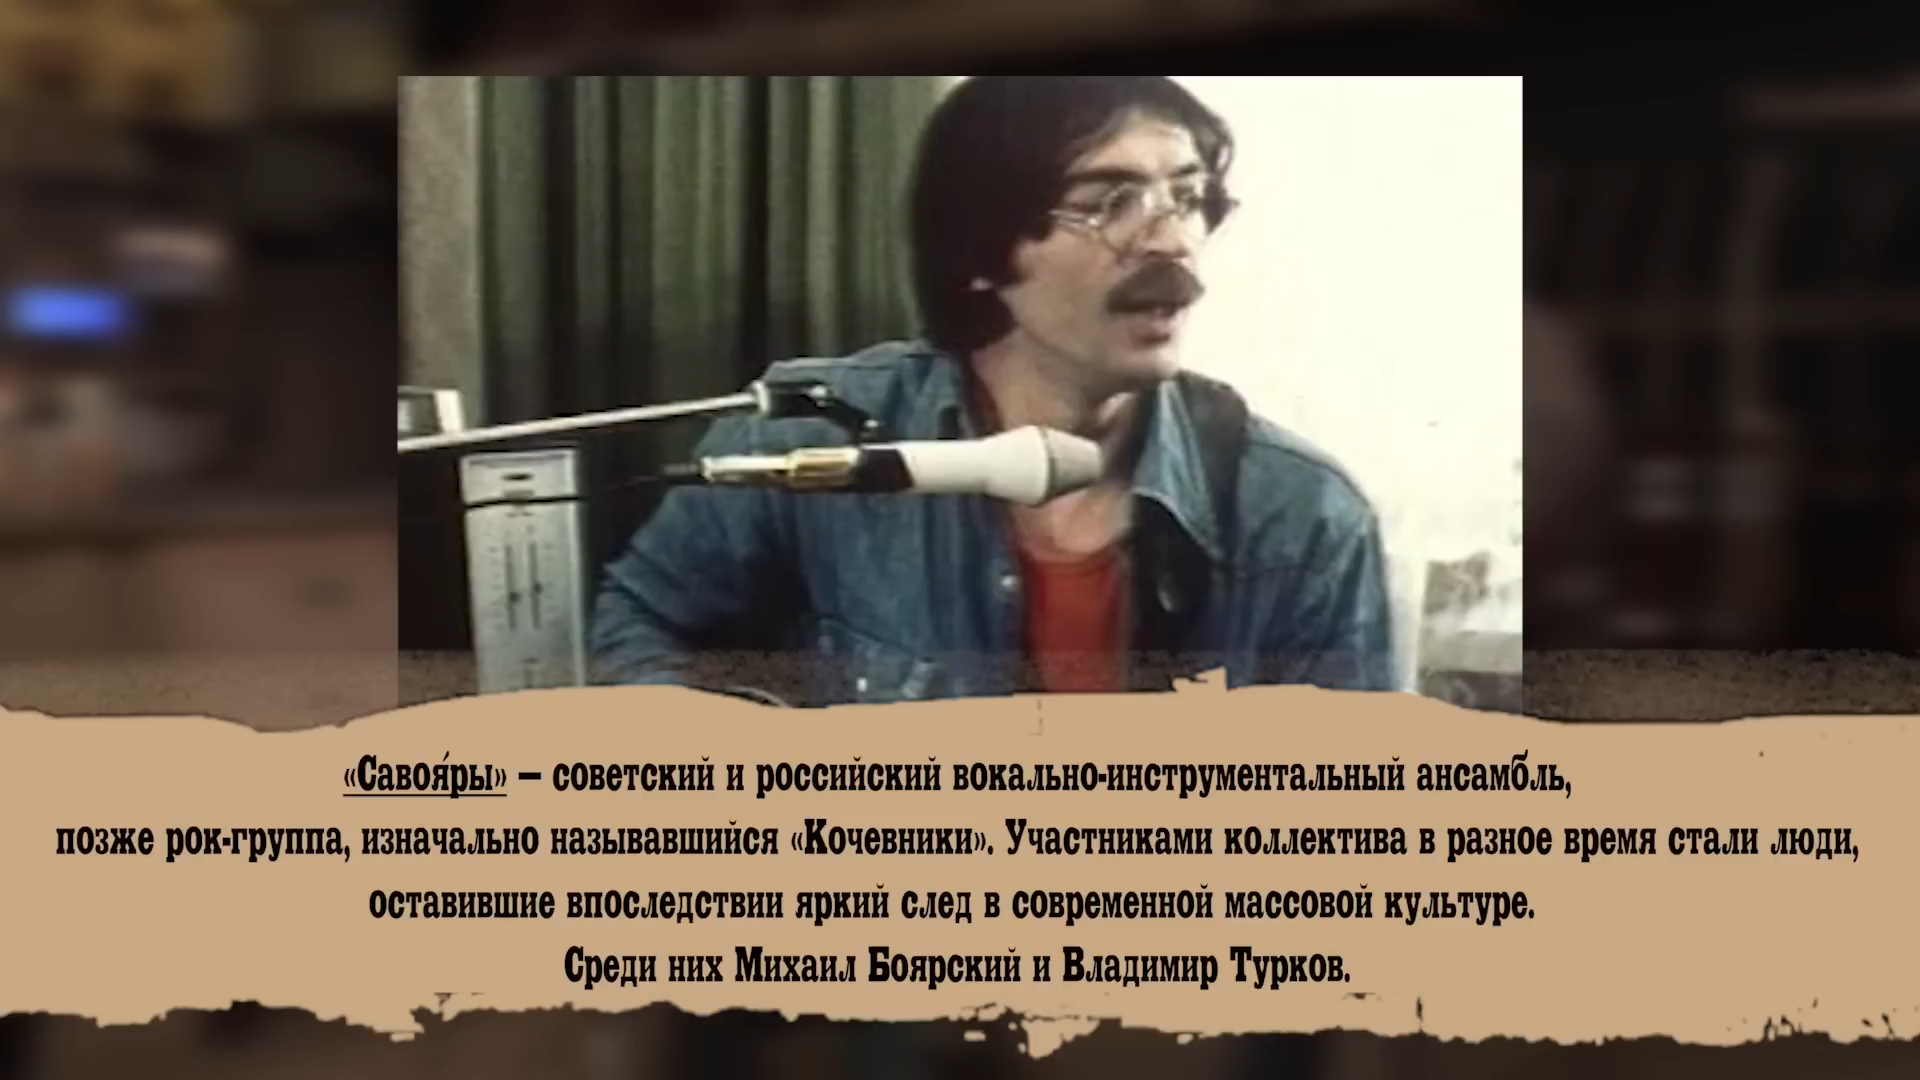 «Савоя́ры» – советский и российский вокально-инструментальный ансамбль,
позже рок-группа, изначально называвшийся «Кочевники». Участниками коллектива в разное время стали люди,
оставившие впоследствии яркий след в современной массовой культуре.
Среди них Михаил Боярский и Владимир Турков.